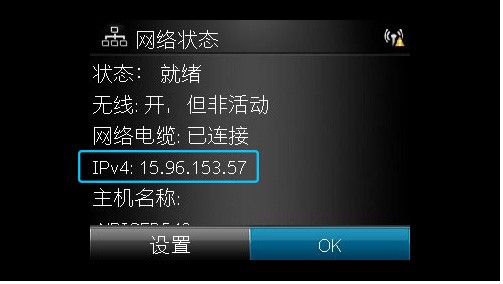 网络状态
状态： 就绪
无线: 开，但非活动
网络电缆: 已连接
IPv4: 15.96.153.57
主机名称:
设置
OK